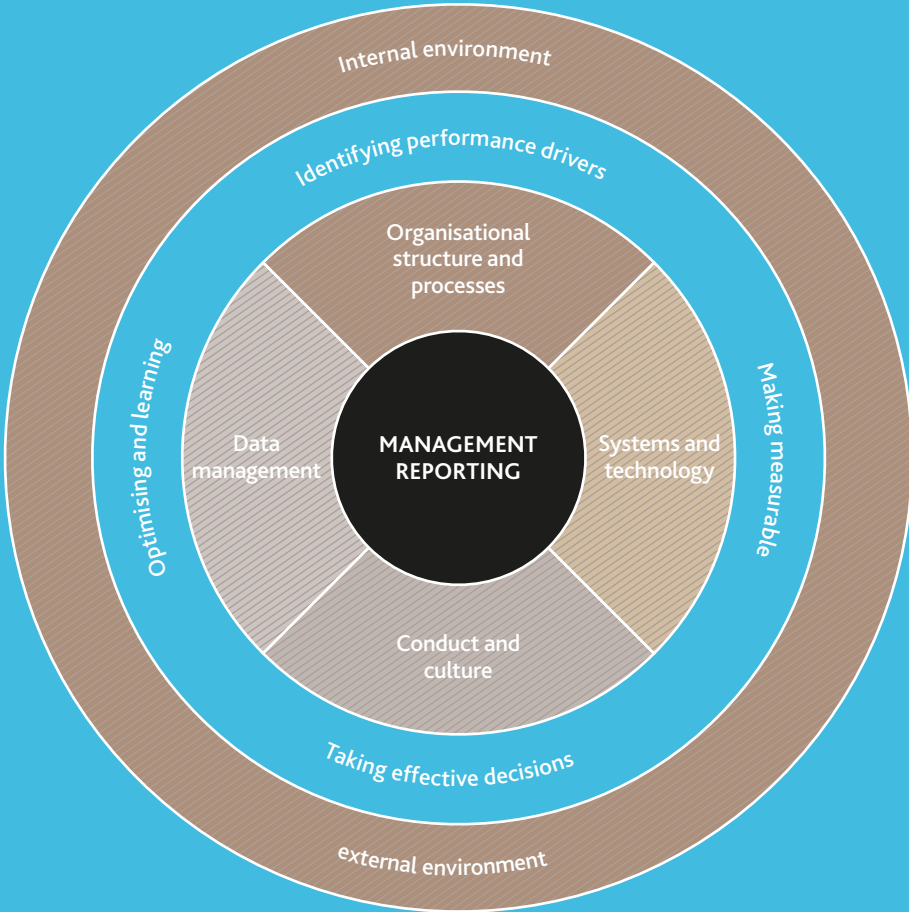 Internal environment
Identifying performance drivers
Organisational
structure and
processes
Optimising and learning
Data
management
MANAGEMENT
REPORTING
Systems and
technology
Making measurable
Conduct and
culture
Taking effective decisions
external environment